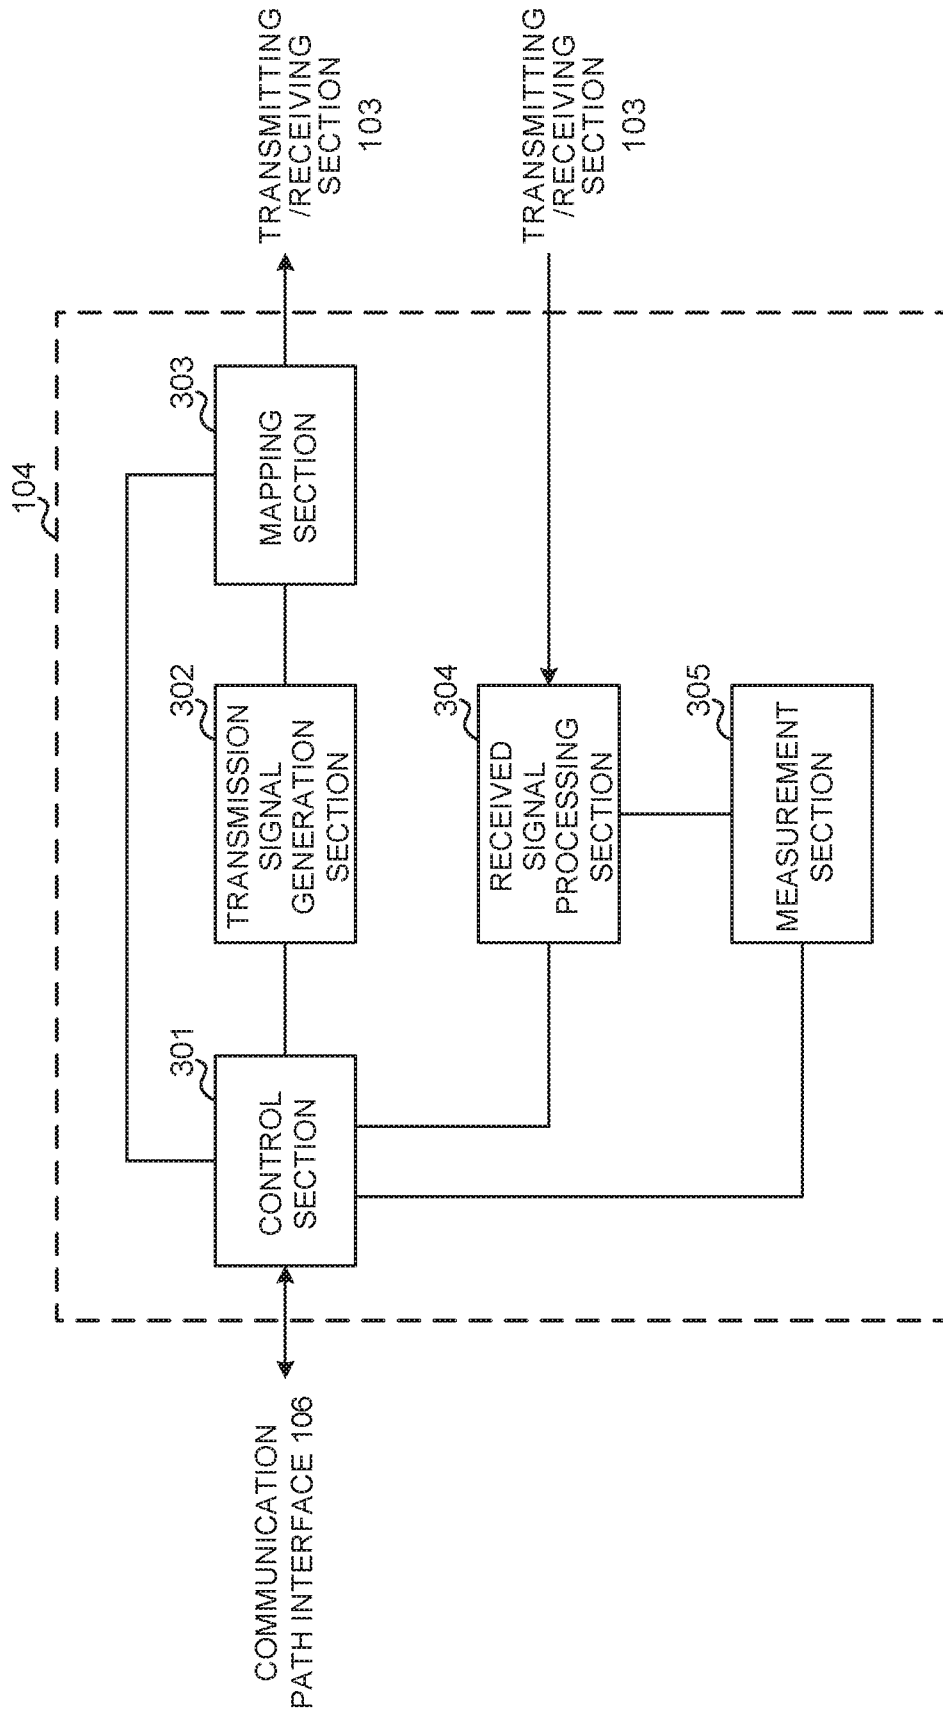 104
COMMUNICATION
PATH INTERFACE 106
301
CONTROL
SECTION
302
TRANSMISSION
SIGNAL
GENERATION
SECTION
303
MAPPING
SECTION
TRANSMITTING
/RECEIVING
SECTION
103
304
RECEIVED
SIGNAL
PROCESSING
SECTION
TRANSMITTING
/RECEIVING
SECTION
103
305
MEASUREMENT
SECTION